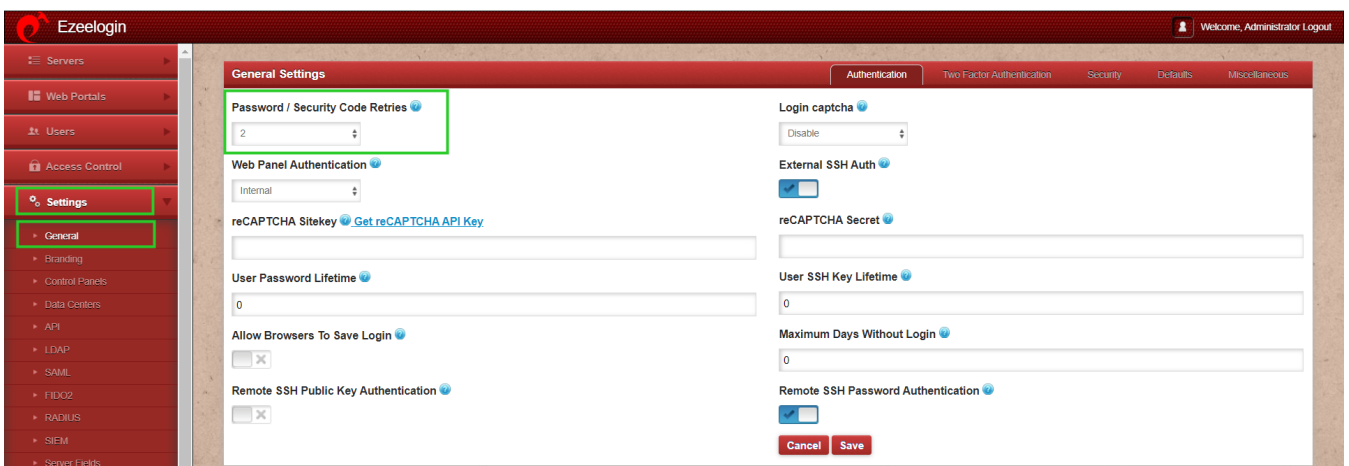 Ezeelogin
Welcome, Administrator Logout
Servers
Web Portals
Users
Access Control
Settings
General
Branding
Control Panels
Data Centers
API
LDAP
SAML
FIDO2
RADIUS
SIEM
Server Fields
General Settings
Authentication
Two Factor Authentication
Security
Defaults
Miscellaneous
Password / Security Code Retries
2
Login captcha
Disable
Web Panel Authentication
Internal
External SSH Auth
reCAPTCHA Sitekey Get reCAPTCHA API Key
reCAPTCHA Secret
User Password Lifetime
0
User SSH Key Lifetime
0
Allow Browsers To Save Login
Maximum Days Without Login
0
Remote SSH Public Key Authentication
Remote SSH Password Authentication
Cancel
Save